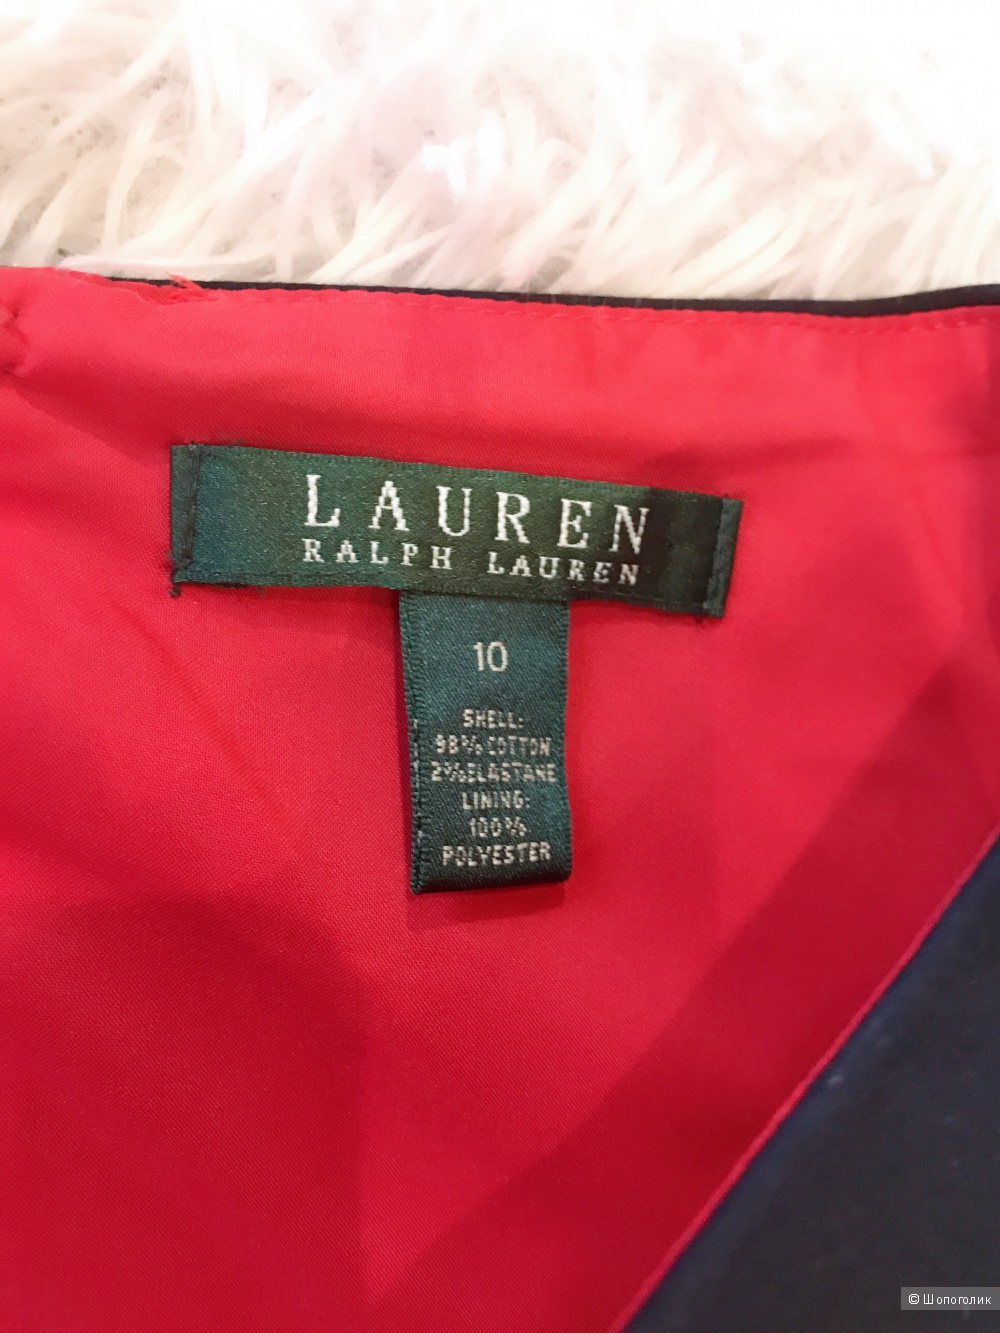 LAUREN
RALPH LAUREN
10
SHELL:
98% COTTON
2%ELASTANE
LINING:
100%
POLYESTER
© Шопоголик